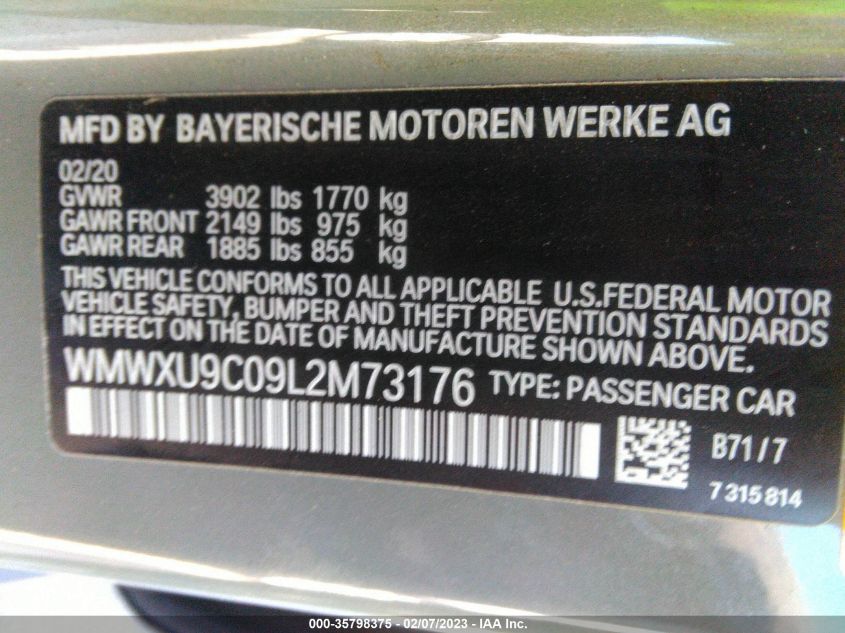 MFD BY BAYERISCHE MOTOREN WERKE AG
02/20
GVWR 3902 lbs 1770 kg
GAWR FRONT 2149 lbs 975 kg
GAWR REAR 1885 lbs 855 kg
THIS VEHICLE CONFORMS TO ALL APPLICABLE U.S.FEDERAL MOTOR
VEHICLE SAFETY, BUMPER AND THEFT PREVENTION STANDARDS
IN EFFECT ON THE DATE OF MANUFACTURE SHOWN ABOVE.
WMWXU9C09L2M73176 TYPE: PASSENGER CAR
B71/7
7315814
000-35798375 - 02/07/2023 - IAA Inc.